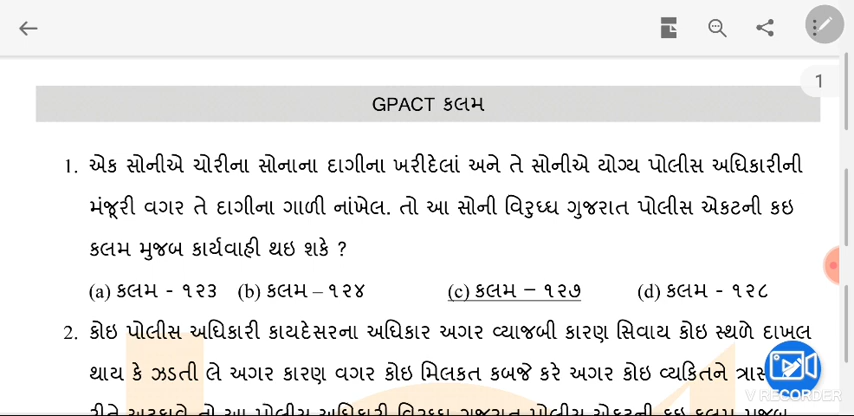 1
GPACT કલમ
1. એક સોનીએ ચોરીના સોનાના દાગીના ખરીદેલાં અને તે સોનીએ યોગ્ય પોલીસ અધિકારીની
મંજૂરી વગર તે દાગીના ગાળી નાંખેલ. તો આ સોની વિરુધ્ધ ગુજરાત પોલીસ એકટની કઇ
કલમ મુજબ કાર્યવાહી થઇ શકે ?
(a) કલમ - ૧૨૩ (b) કલમ – ૧૨૪ (c) કલમ – ૧૨૭ (d) કલમ - ૧૨૮
2. કોઇ પોલીસ અધિકારી કાયદેસરના અધિકાર અગર વ્યાજબી કારણ સિવાય કોઇ સ્થળે દાખલ
થાય કે ઝડતી લે અગર કારણ વગર કોઇ મિલકત કબજે કરે અગર કોઇ વ્યકિતને
V RECORDER